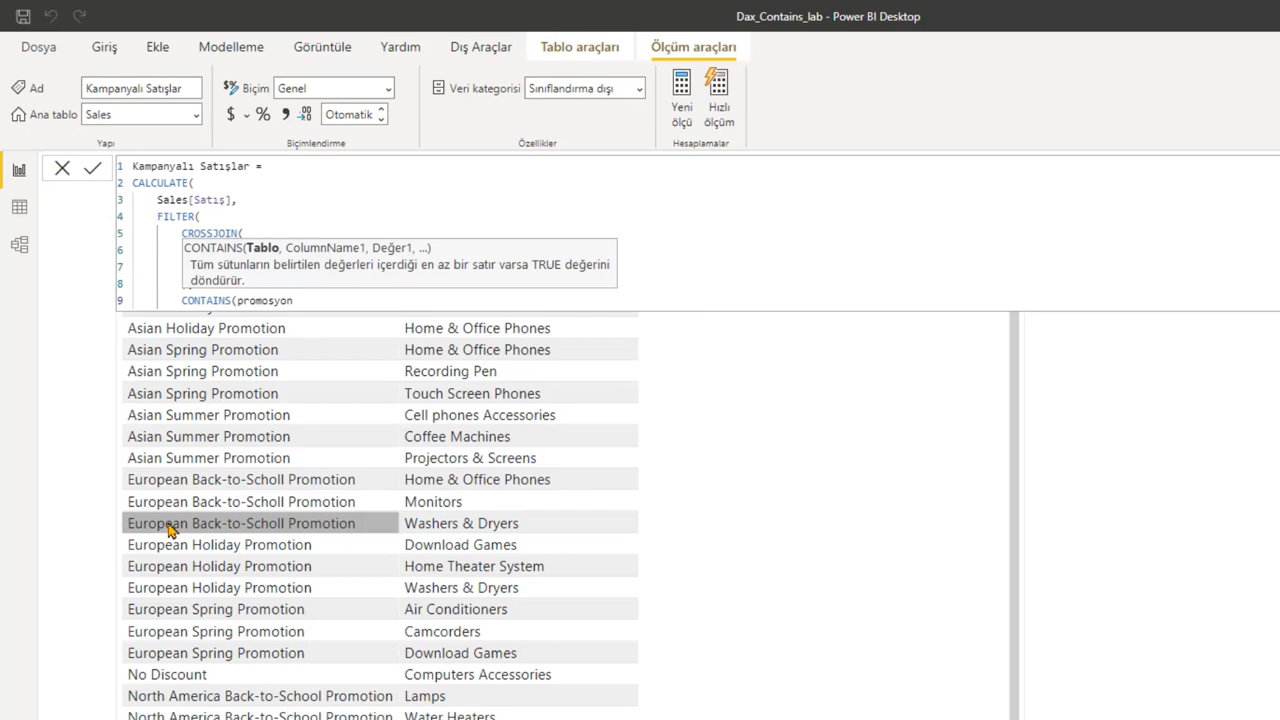 Dax_Contains_lab - Power BI Desktop
Dosya Giriş Ekle Modelleme Görüntüle Yardım Dış Araçlar Tablo araçları Ölçüm araçları
Ad Kampanyalı Satışlar
Ana tablo Sales
Yapı
Biçim Genel
$ % 9 Otomatik
Biçimlendirme
Veri kategorisi Sınıflandırma dışı
Özellikler
Yeni ölçü
Hızlı ölçüm
Hesaplamalar
1 Kampanyalı Satışlar =
2 CALCULATE(
3 Sales[Satış],
4 FILTER(
5 CROSSJOIN(
6 CONTAINS(Tablo, ColumnName1, Değer1, ...)
7 Tüm sütunların belirtilen değerleri içerdiği en az bir satır varsa TRUE değerini
8 döndürür.
9 CONTAINS(promosyon
Asian Holiday Promotion Home & Office Phones
Asian Spring Promotion Home & Office Phones
Asian Spring Promotion Recording Pen
Asian Spring Promotion Touch Screen Phones
Asian Summer Promotion Cell phones Accessories
Asian Summer Promotion Coffee Machines
Asian Summer Promotion Projectors & Screens
European Back-to-Scholl Promotion Home & Office Phones
European Back-to-Scholl Promotion Monitors
European Back-to-Scholl Promotion Washers & Dryers
European Holiday Promotion Download Games
European Holiday Promotion Home Theater System
European Holiday Promotion Washers & Dryers
European Spring Promotion Air Conditioners
European Spring Promotion Camcorders
European Spring Promotion Download Games
No Discount Computers Accessories
North America Back-to-School Promotion Lamps
North America Back-to-School Promotion Water Heaters